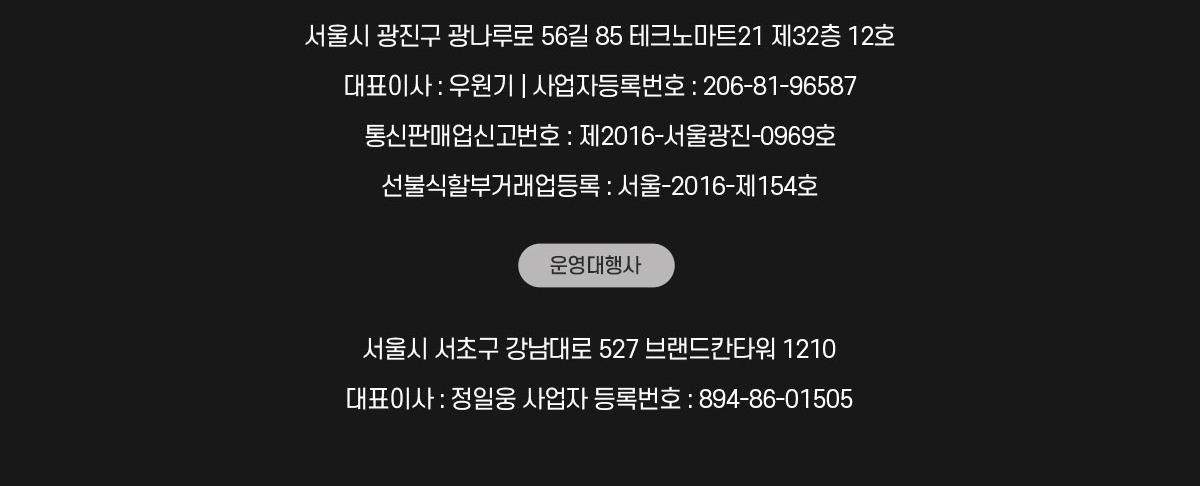 서울시 광진구 광나루로 56길 85 테크노마트21 제32층 12호
대표이사 : 우원기 | 사업자등록번호 : 206-81-96587
통신판매업신고번호 : 제2016-서울광진-0969호
선불식할부거래업등록 : 서울-2016-제154호
운영대행사
서울시 서초구 강남대로 527 브랜드칸타워 1210
대표이사 : 정일웅 사업자 등록번호 : 894-86-01505